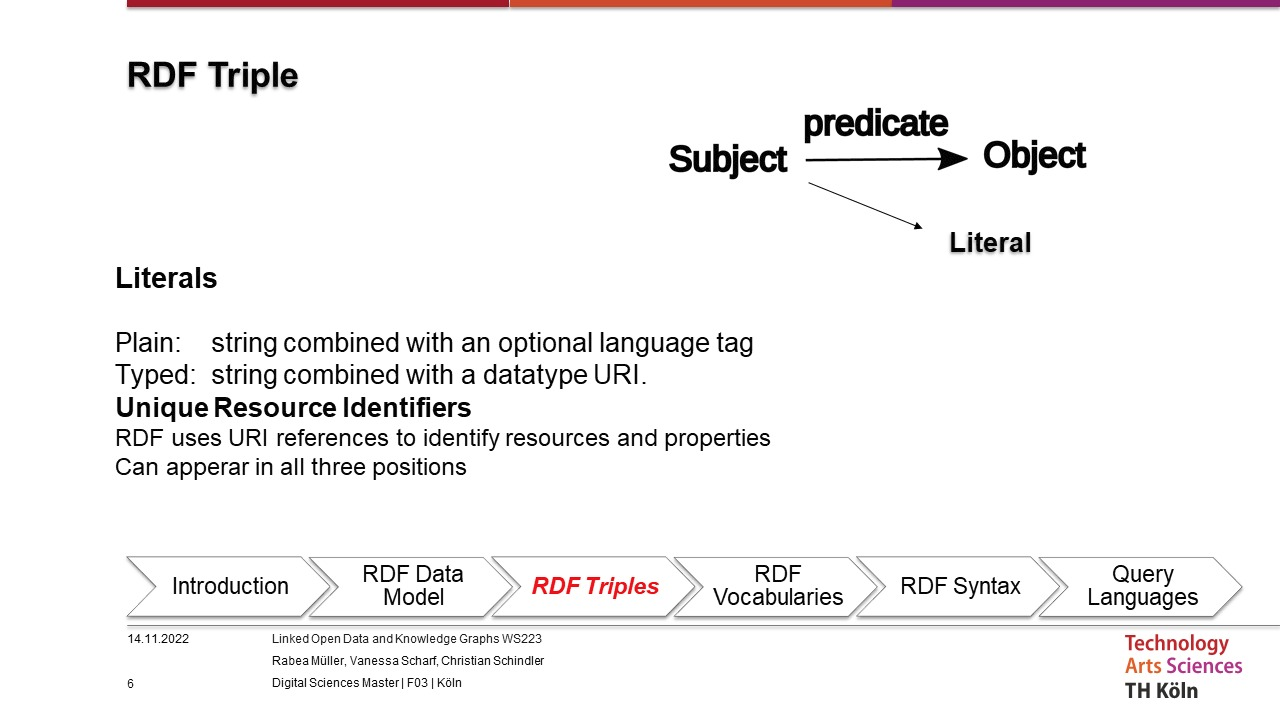 RDF Triple
predicate
Subject
Object
Literal
Literals
Plain: string combined with an optional language tag
Typed: string combined with a datatype URI.
Unique Resource Identifiers
RDF uses URI references to identify resources and properties
Can apperar in all three positions
Introduction
RDF Data
Model
RDF Triples
RDF
Vocabularies
RDF Syntax
Query
Languages
14.11.2022
Linked Open Data and Knowledge Graphs WS223
Rabea Müller, Vanessa Scharf, Christian Schindler
6
Digital Sciences Master | F03 | Köln
Technology
Arts Sciences
TH Köln